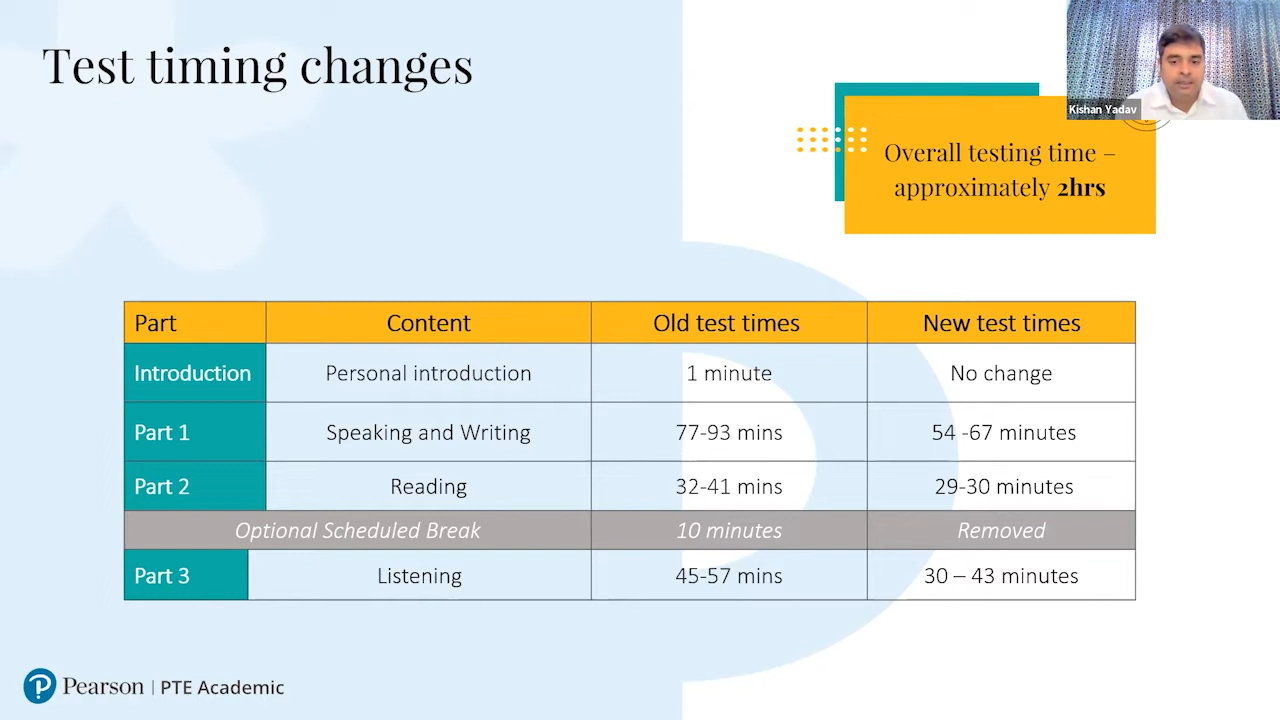 Test timing changes
Kishan Yadav
Overall testing time –
approximately 2hrs
Part Content Old test times New test times
Introduction Personal introduction 1 minute No change
Part 1 Speaking and Writing 77-93 mins 54 -67 minutes
Part 2 Reading 32-41 mins 29-30 minutes
Optional Scheduled Break 10 minutes Removed
Part 3 Listening 45-57 mins 30 – 43 minutes
Pearson | PTE Academic